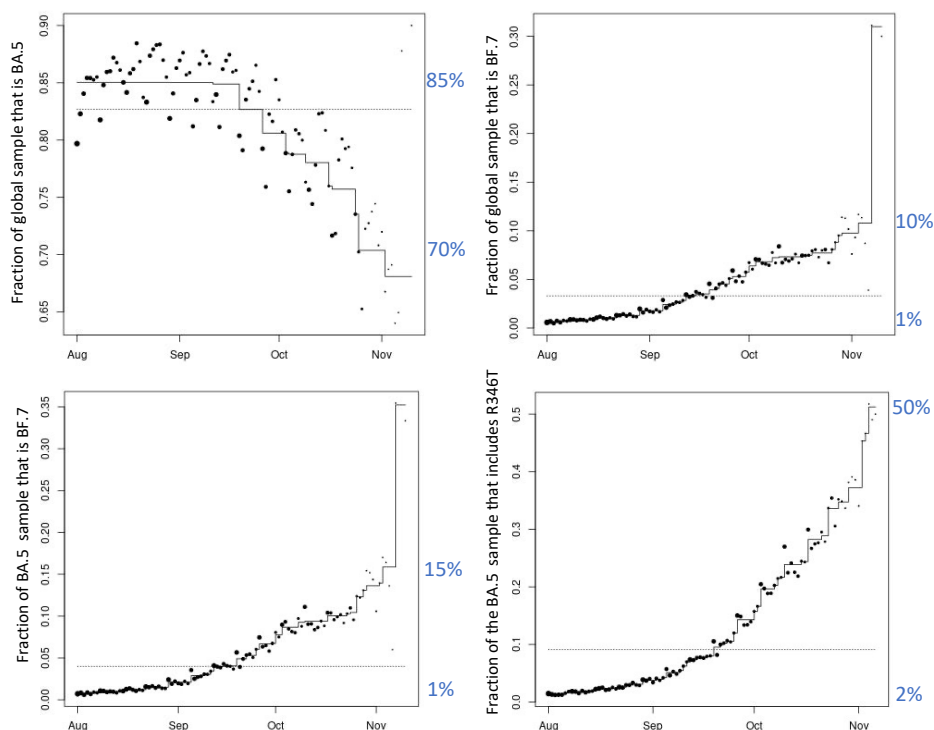 Fraction of global sample that is BA.5
0.90
0.85
0.80
0.75
0.70
0.65
Aug
Sep
Oct
Nov
85%
70%
Fraction of global sample that is BF.7
0.30
0.25
0.20
0.15
0.10
0.05
0.00
Aug
Sep
Oct
Nov
10%
1%
Fraction of BA.5 sample that is BF.7
0.35
0.30
0.25
0.20
0.15
0.10
0.05
0.00
Aug
Sep
Oct
Nov
15%
1%
Fraction of the BA.5 sample that includes R346T
0.5
0.4
0.3
0.2
0.1
0.0
Aug
Sep
Oct
Nov
50%
2%